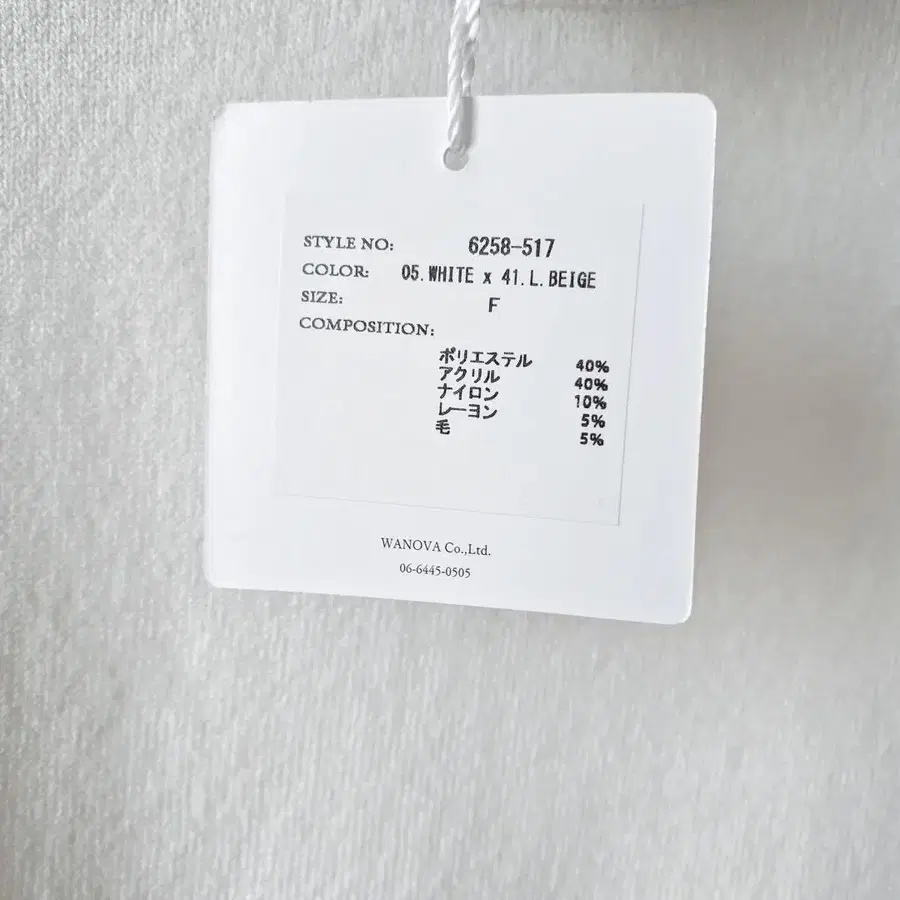 STYLE NO: 6258-517
COLOR: 05.WHITE x 41.L.BEIGE
SIZE: F
COMPOSITION:
ポリエステル 40%
アクリル 40%
ナイロン 10%
レーヨン 5%
毛 5%
WANOVA Co.,Ltd.
06-6445-0505